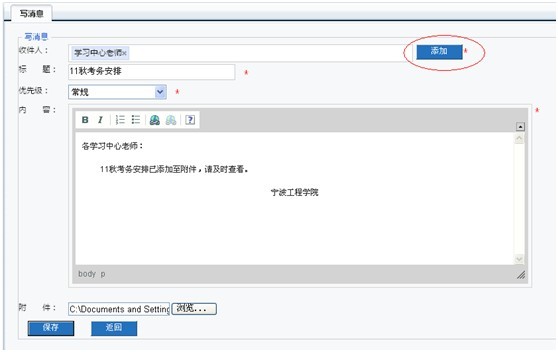 写消息
写消息
收件人： 学习中心老师× 添加 *
标 题： 11秋考务安排 *
优先级： 常规 *
内 容： *
B I ?
各学习中心老师：
11秋考务安排已添加至附件，请及时查看。
宁波工程学院
body p
附 件： C:\Documents and Setting 浏览...
保存 返回